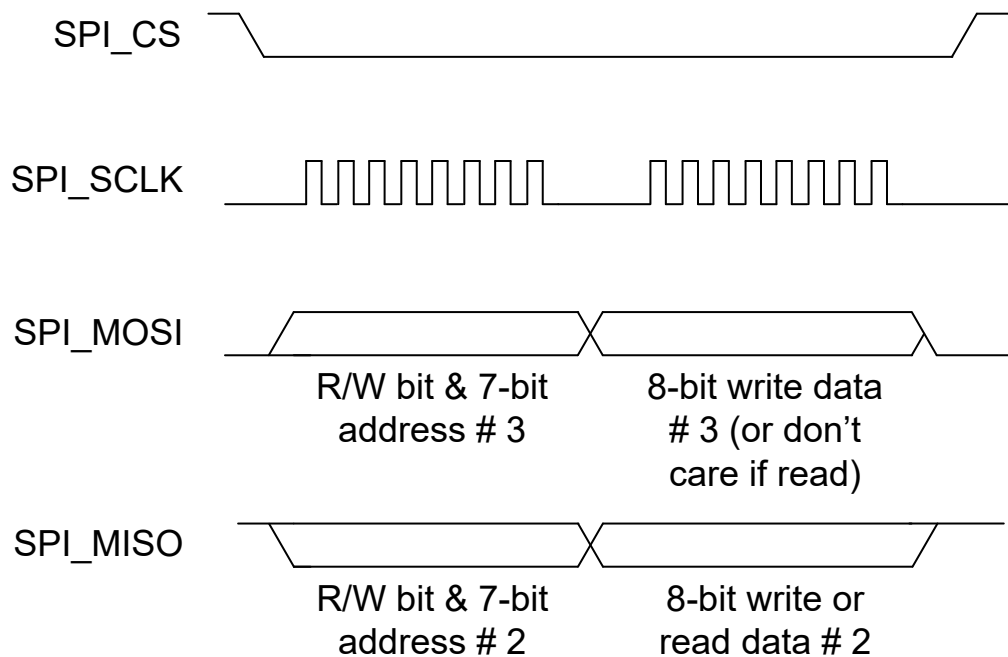 SPI_CS
SPI_SCLK
SPI_MOSI
R/W bit & 7-bit
address # 3
8-bit write data
# 3 (or don’t
care if read)
SPI_MISO
R/W bit & 7-bit
address # 2
8-bit write or
read data # 2